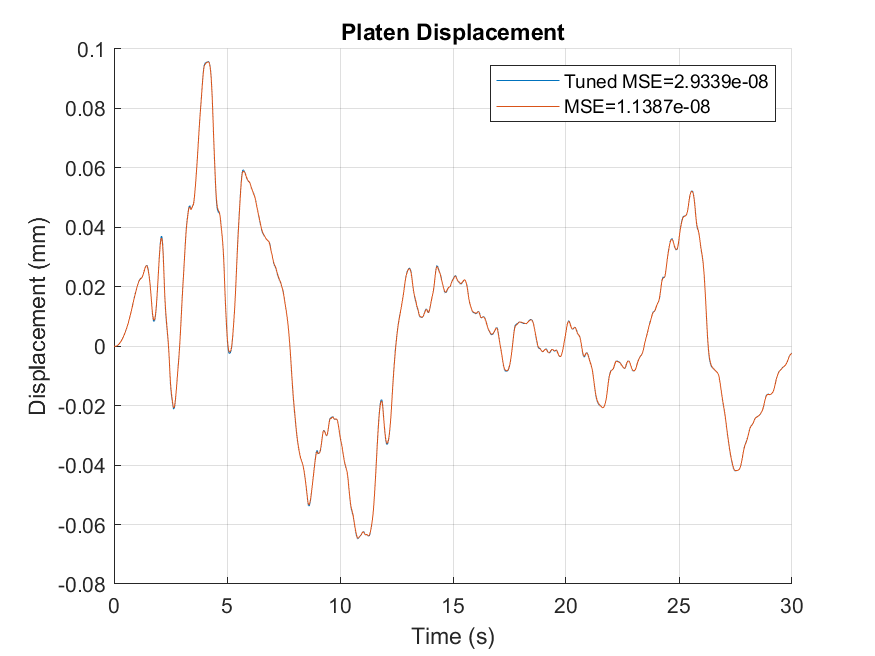 Platen Displacement
Tuned MSE=2.9339e-08
MSE=1.1387e-08
0.1
0.08
0.06
0.04
0.02
0
-0.02
-0.04
-0.06
-0.08
Displacement (mm)
0 5 10 15 20 25 30
Time (s)